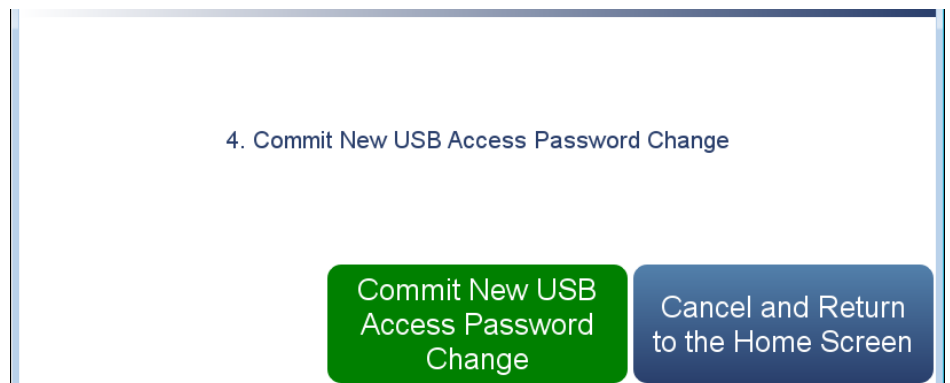 4. Commit New USB Access Password Change
Commit New USB
Access Password
Change
Cancel and Return
to the Home Screen